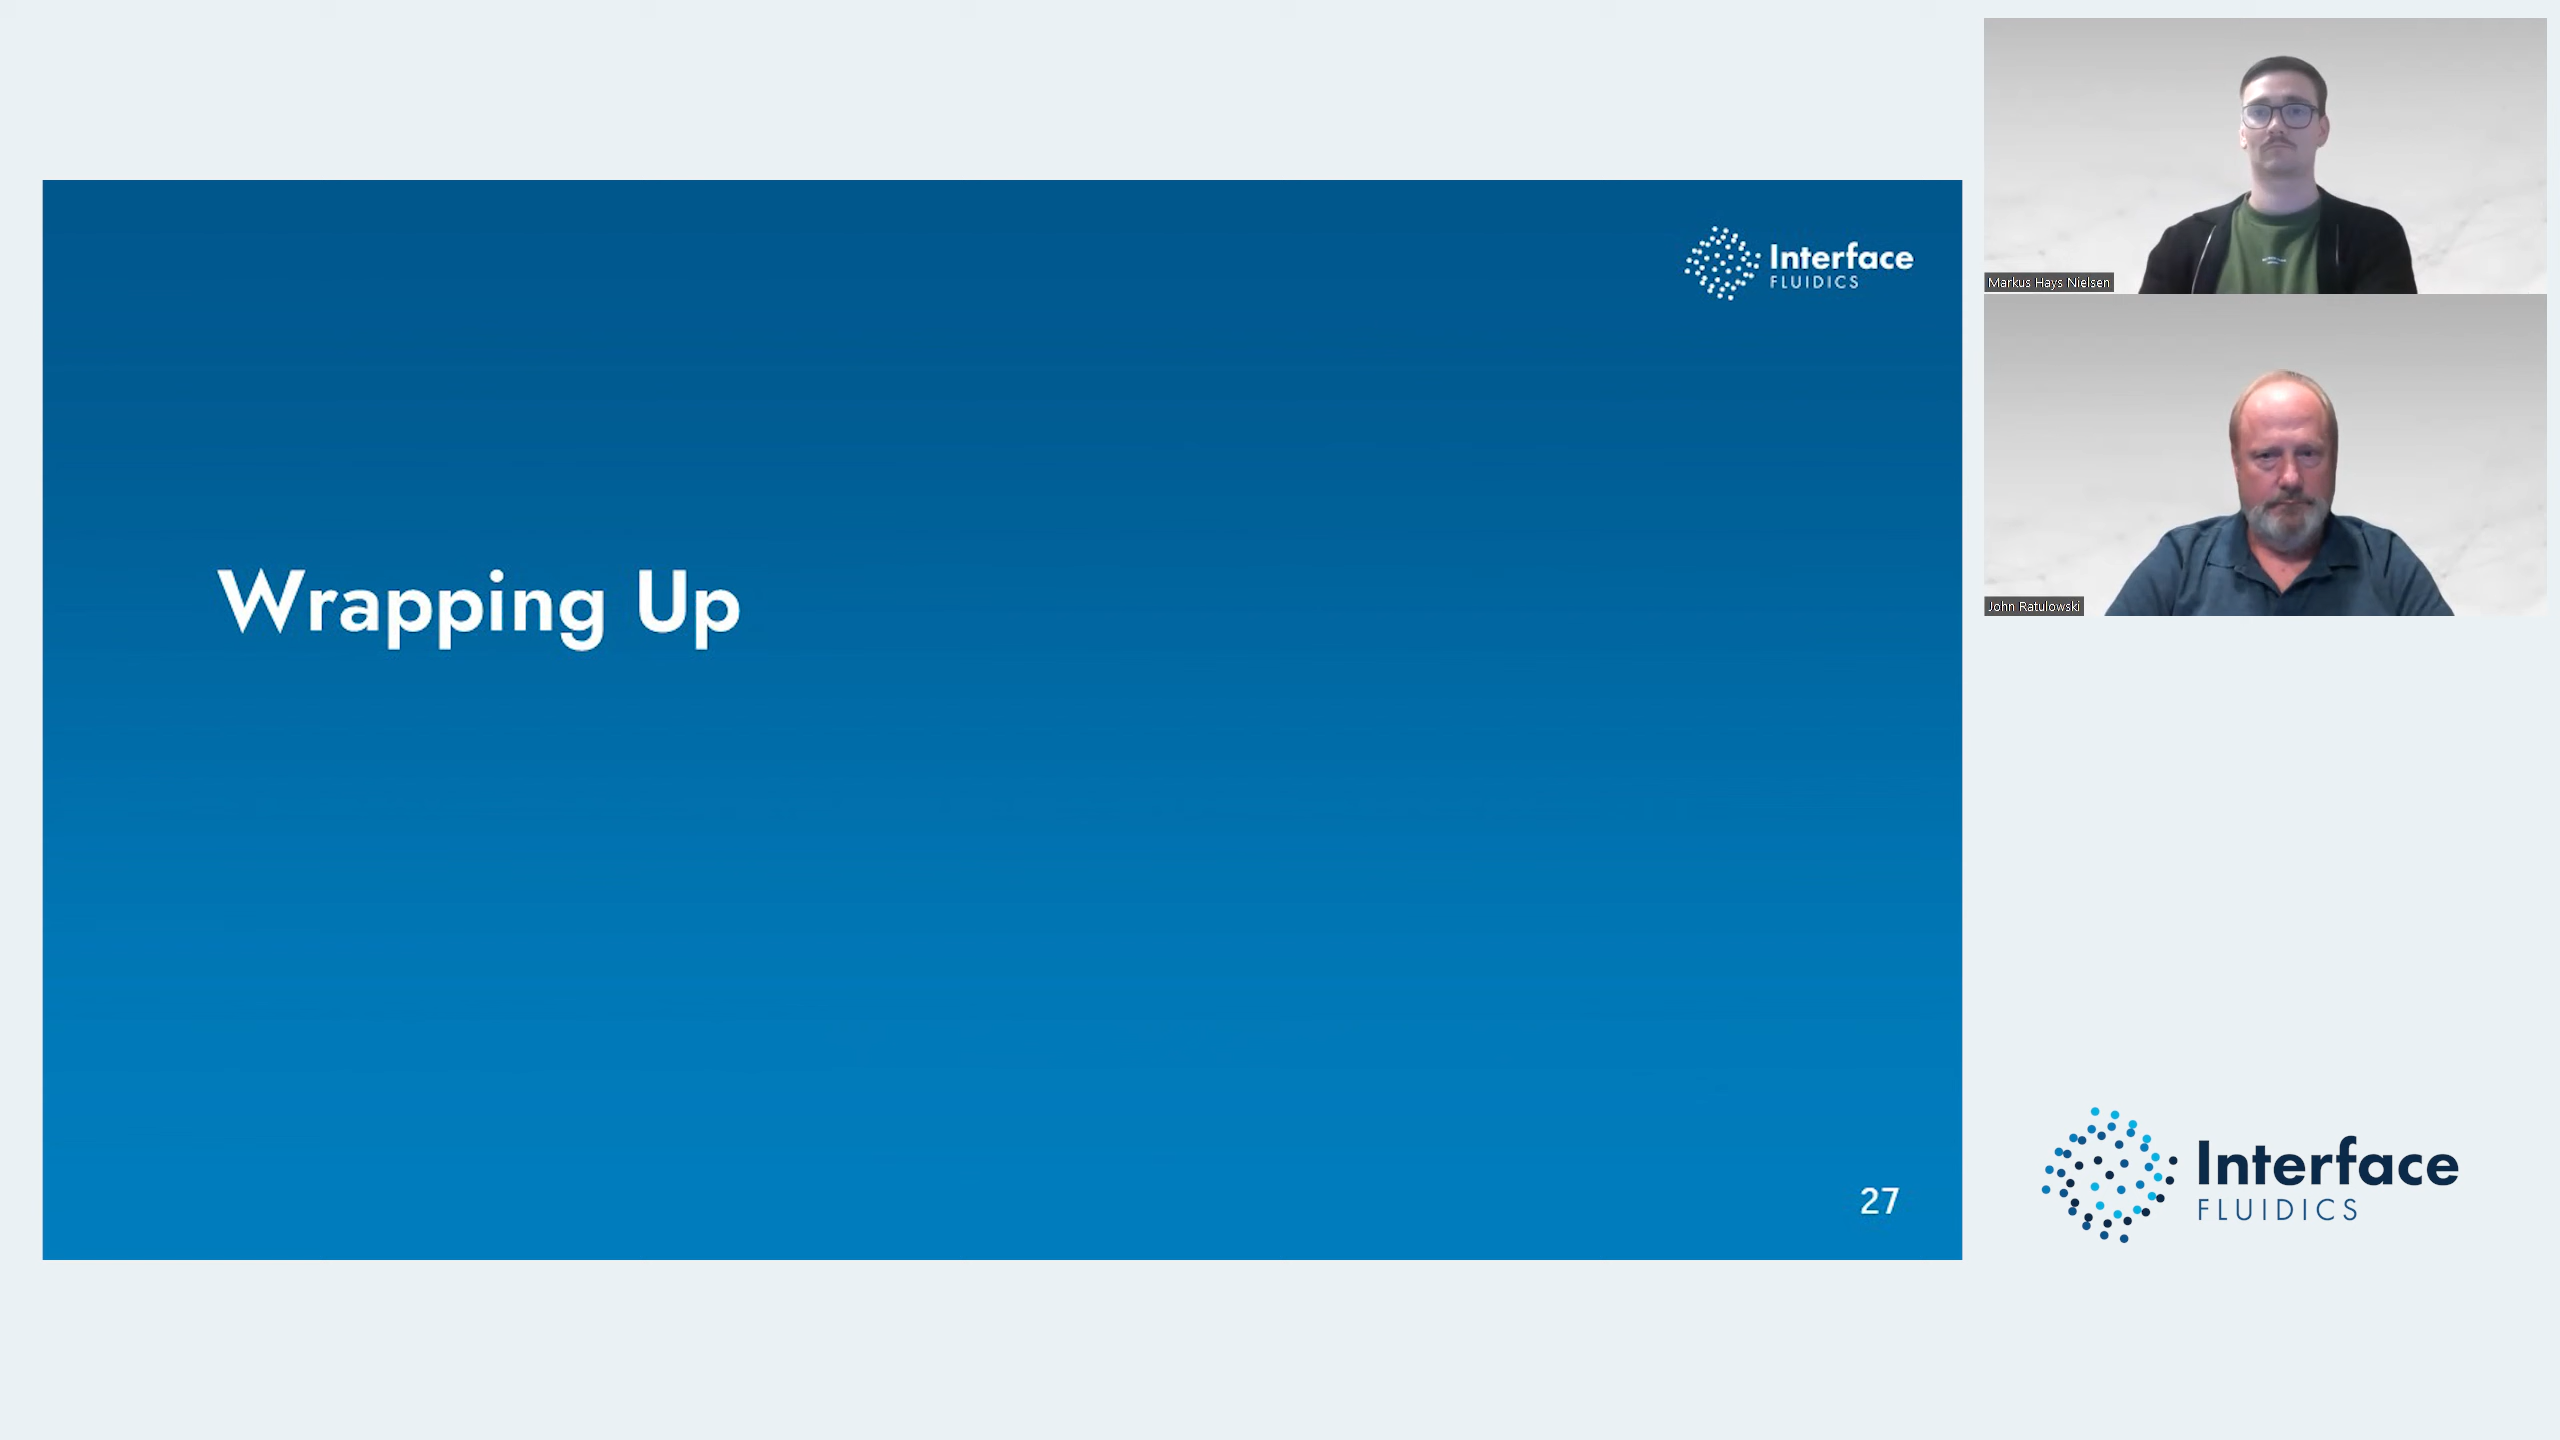 Interface
FLUIDICS
Wrapping Up
27
Markus Hays Nielsen
John Ratulowski
Interface
FLUIDICS